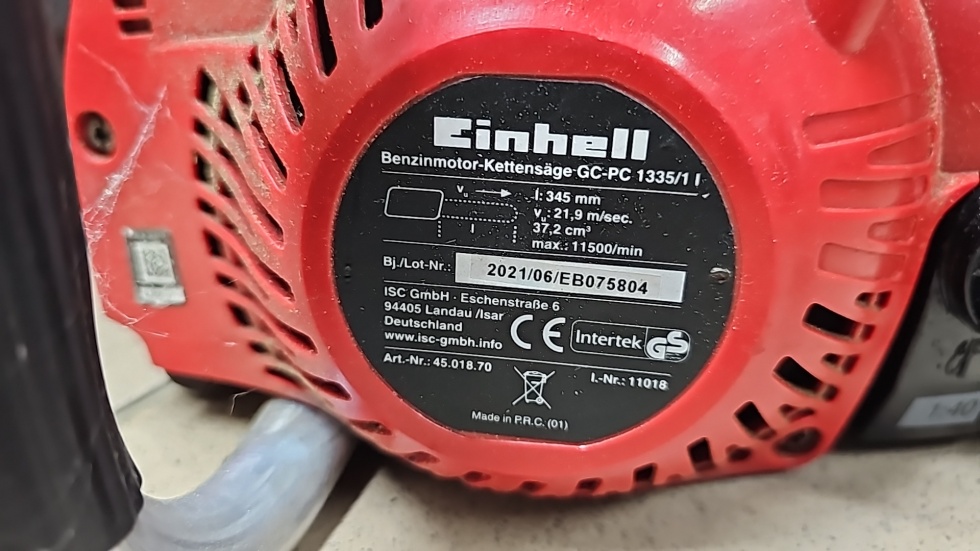 Einhell
Benzinmotor-Kettensäge GC-PC 1335/1 I
vu
l: 345 mm
vu: 21,9 m/sec.
37,2 cm³
l
max.: 11500/min
Bj./Lot-Nr.: 2021/06/EB075804
ISC GmbH · Eschenstraße 6
94405 Landau /Isar
Deutschland
www.isc-gmbh.info
CE
Intertek GS
Art.-Nr.: 45.018.70
I.-Nr.: 11018
Made in P.R.C. (01)